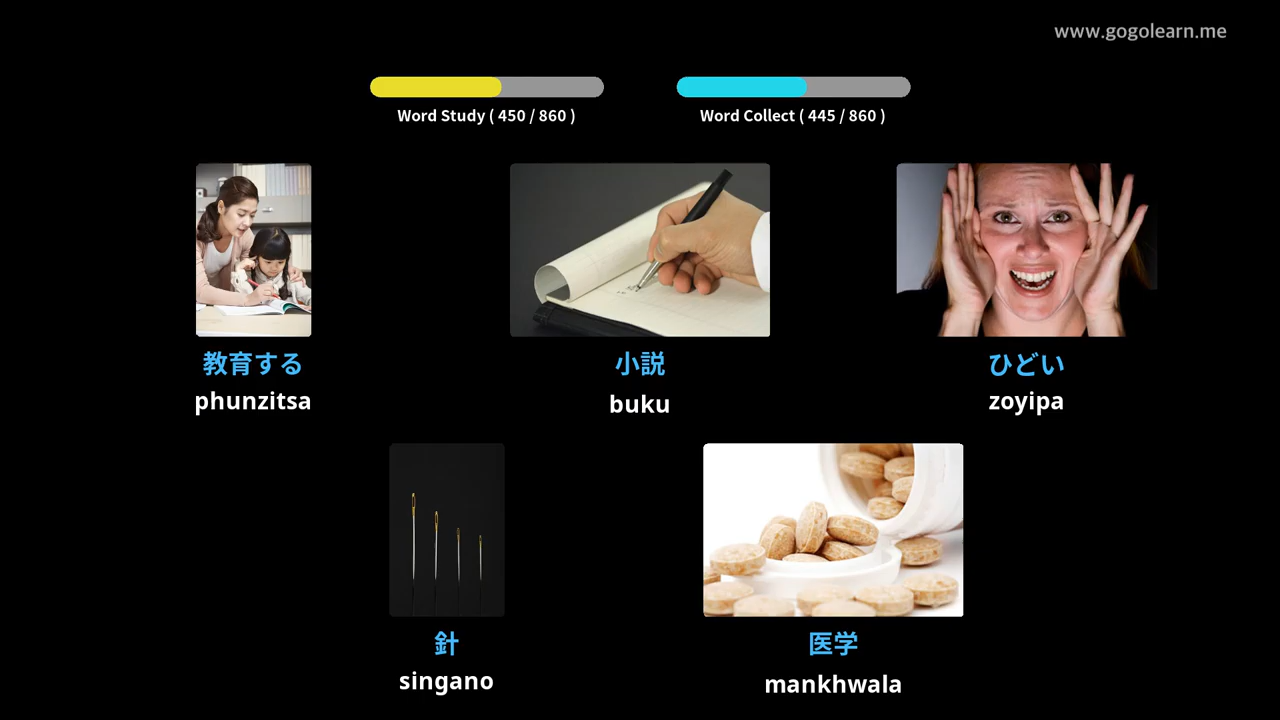 www.gogolearn.me
Word Study ( 450 / 860 )
Word Collect ( 445 / 860 )
教育する
phunzitsa
小説
buku
ひどい
zoyipa
針
singano
医学
mankhwala